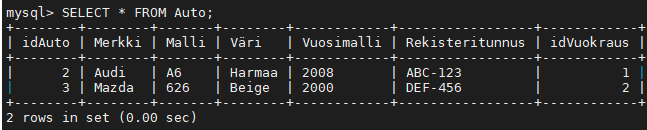 mysql> SELECT * FROM Auto;
+--------+--------+-------+--------+------------+----------------+------------+
| idAuto | Merkki | Malli | Väri   | Vuosimalli | Rekisteritunnus | idVuokraus |
+--------+--------+-------+--------+------------+----------------+------------+
|      2 | Audi   | A6    | Harmaa | 2008       | ABC-123         |          1 |
|      3 | Mazda  | 626   | Beige  | 2000       | DEF-456         |          2 |
+--------+--------+-------+--------+------------+----------------+------------+
2 rows in set (0.00 sec)